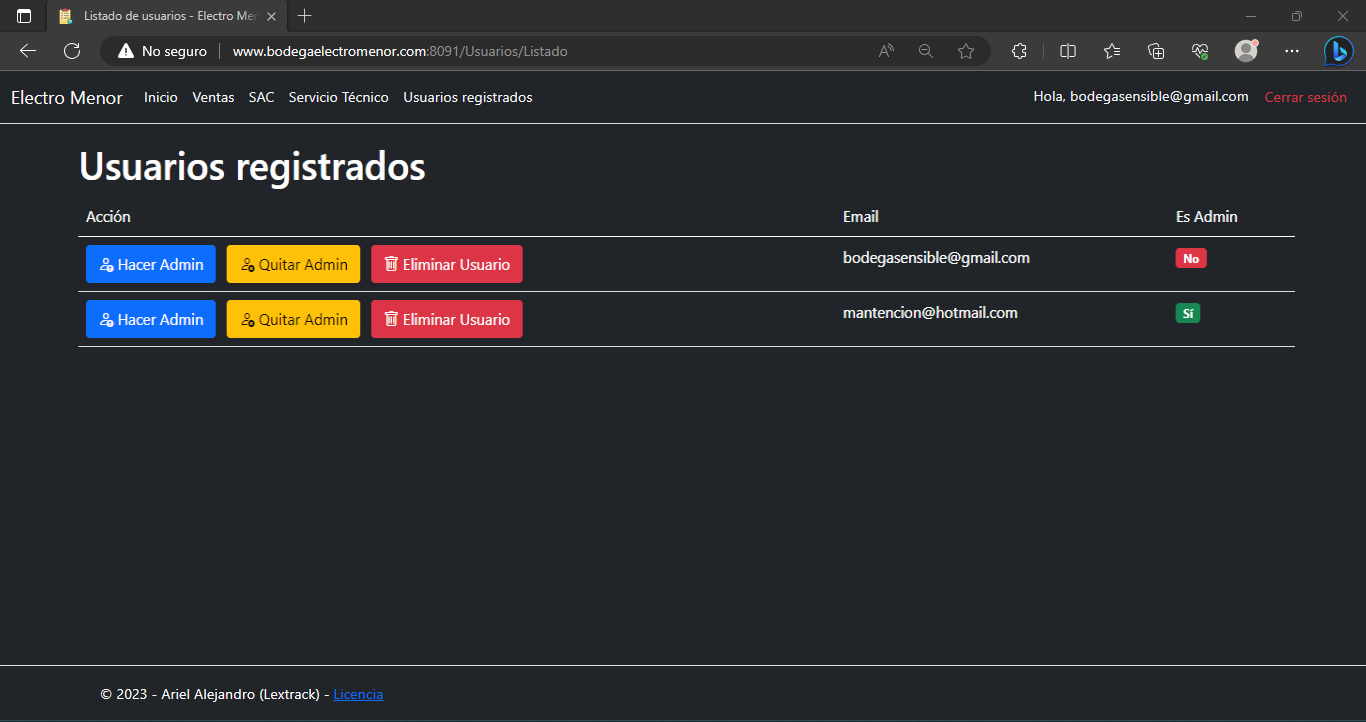 Listado de usuarios - Electro Mer
No seguro www.bodegaelectromenor.com:8091/Usuarios/Listado
Electro Menor Inicio Ventas SAC Servicio Técnico Usuarios registrados Hola, bodegasensible@gmail.com Cerrar sesión
Usuarios registrados
Acción Email Es Admin
Hacer Admin Quitar Admin Eliminar Usuario bodegasensible@gmail.com No
Hacer Admin Quitar Admin Eliminar Usuario mantencion@hotmail.com Sí
© 2023 - Ariel Alejandro (Lextrack) - Licencia